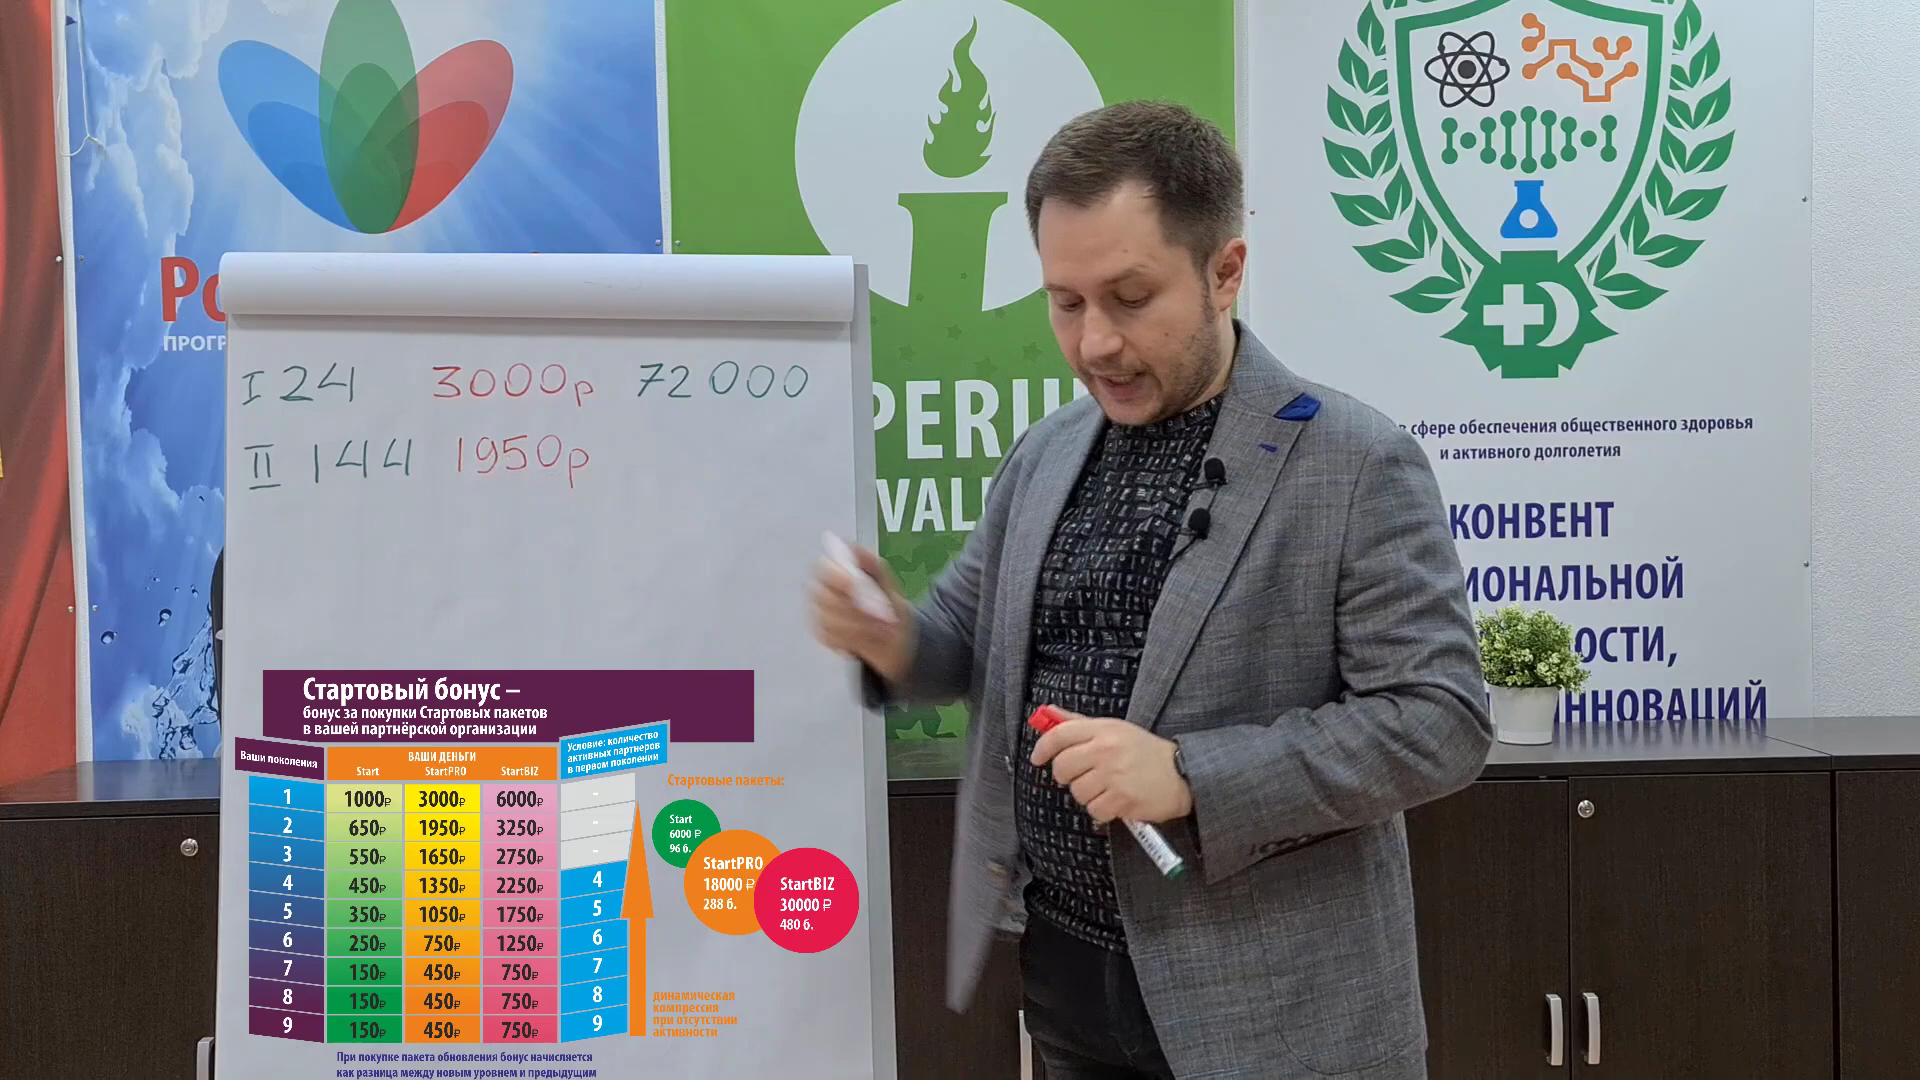 Ро
ПРОГР
I 24 3000р 72000
II 144 1950р
PERIU
VAL
в сфере обеспечения общественного здоровья
и активного долголетия
КОНВЕНТ
ИОНАЛЬНОЙ
ОСТИ,
ИННОВАЦИЙ
Стартовый бонус –
бонус за покупки Стартовых пакетов
в вашей партнёрской организации
Ваши поколения
ВАШИ ДЕНЬГИ
Start StartPRO StartBIZ
Условие: количество
активных партнеров
в первом поколении
1 1000₽ 3000₽ 6000₽ -
2 650₽ 1950₽ 3250₽ -
3 550₽ 1650₽ 2750₽ -
4 450₽ 1350₽ 2250₽ 4
5 350₽ 1050₽ 1750₽ 5
6 250₽ 750₽ 1250₽ 6
7 150₽ 450₽ 750₽ 7
8 150₽ 450₽ 750₽ 8
9 150₽ 450₽ 750₽ 9
Стартовые пакеты:
Start
6000 ₽
96 б.
StartPRO
18000 ₽
288 б.
StartBIZ
30000 ₽
480 б.
динамическая
компрессия
при отсутствии
активности
При покупке пакета обновления бонус начисляется
как разница между новым уровнем и предыдущим